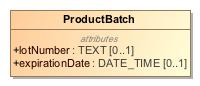 ProductBatch
attributes
+lotNumber : TEXT [0..1]
+expirationDate : DATE_TIME [0..1]